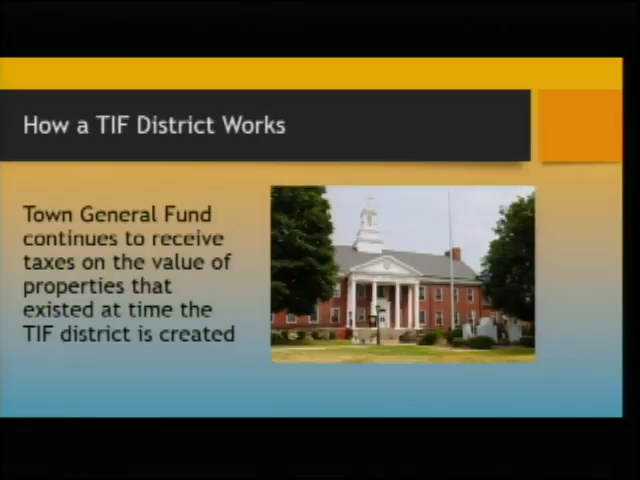 How a TIF District Works
Town General Fund
continues to receive
taxes on the value of
properties that
existed at time the
TIF district is created